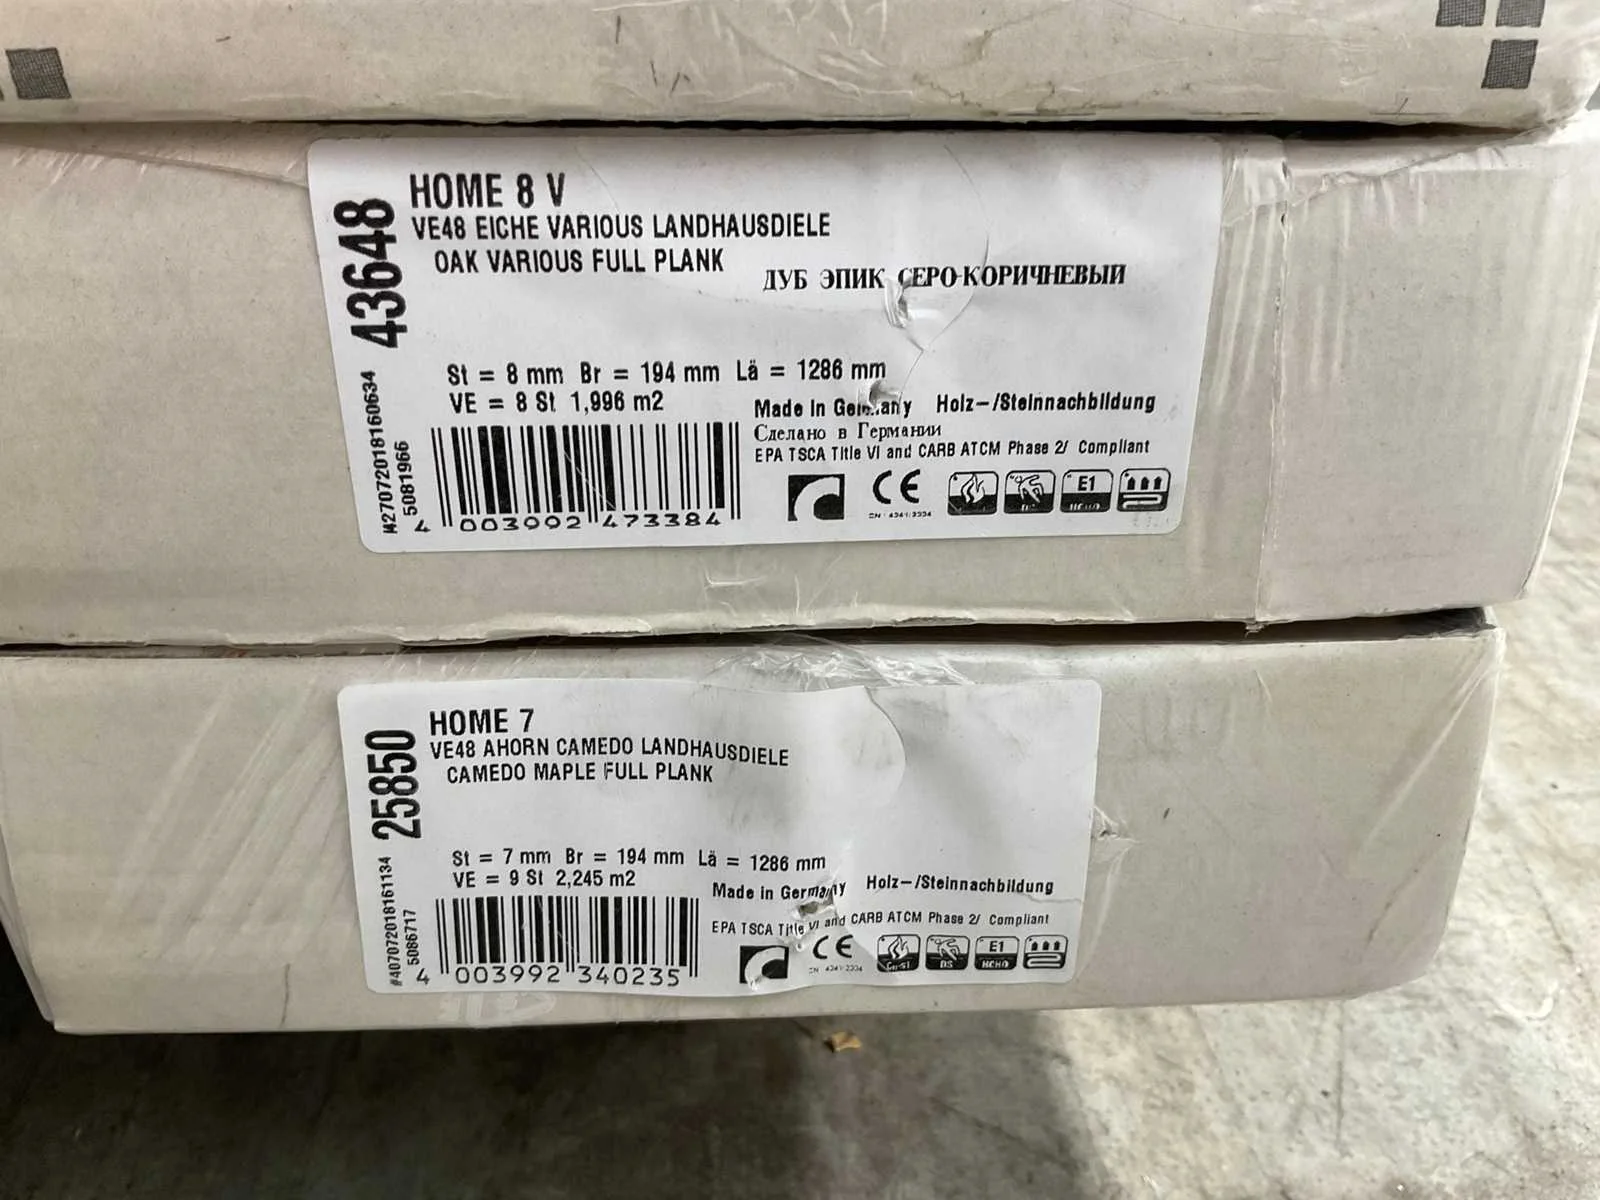 43648
HOME 8 V
VE48 EICHE VARIOUS LANDHAUSDIELE
OAK VARIOUS FULL PLANK
ДУБ ЭПИК СЕРО-КОРИЧНЕВЫЙ
St = 8 mm Br = 194 mm Lä = 1286 mm
VE = 8 St 1,996 m2
Made in Germany Holz-/Steinnachbildung
Сделано в Германии
EPA TSCA Title VI and CARB ATCM Phase 2/ Compliant
5081966
CE
E1
HCHO
4 003992 473384
25850
HOME 7
VE48 AHORN CAMEDO LANDHAUSDIELE
CAMEDO MAPLE FULL PLANK
St = 7 mm Br = 194 mm Lä = 1286 mm
VE = 9 St 2,245 m2
Made in Germany Holz-/Steinnachbildung
EPA TSCA Title VI and CARB ATCM Phase 2/ Compliant
#407072018161134
5086717
CE
DS
E1
HCHO
4 003992 340235